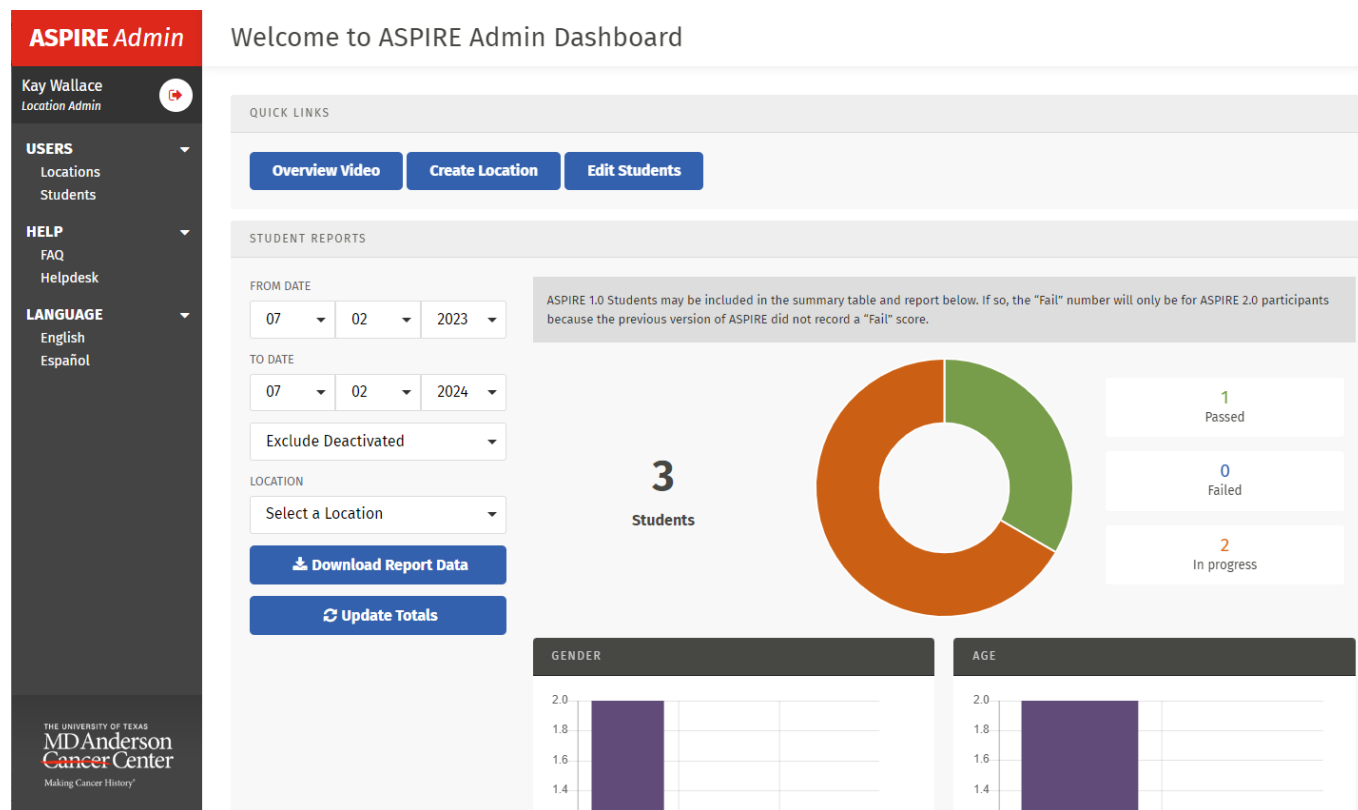 ASPIRE Admin
Welcome to ASPIRE Admin Dashboard
Kay Wallace
Location Admin
USERS
Locations
Students
HELP
FAQ
Helpdesk
LANGUAGE
English
Español
THE UNIVERSITY OF TEXAS
MD Anderson
Cancer Center
Making Cancer History®
QUICK LINKS
Overview Video
Create Location
Edit Students
STUDENT REPORTS
FROM DATE
07 02 2023
TO DATE
07 02 2024
Exclude Deactivated
LOCATION
Select a Location
Download Report Data
Update Totals
ASPIRE 1.0 Students may be included in the summary table and report below. If so, the “Fail” number will only be for ASPIRE 2.0 participants
because the previous version of ASPIRE did not record a “Fail” score.
3
Students
1
Passed
0
Failed
2
In progress
GENDER
2.0
1.8
1.6
1.4
AGE
2.0
1.8
1.6
1.4